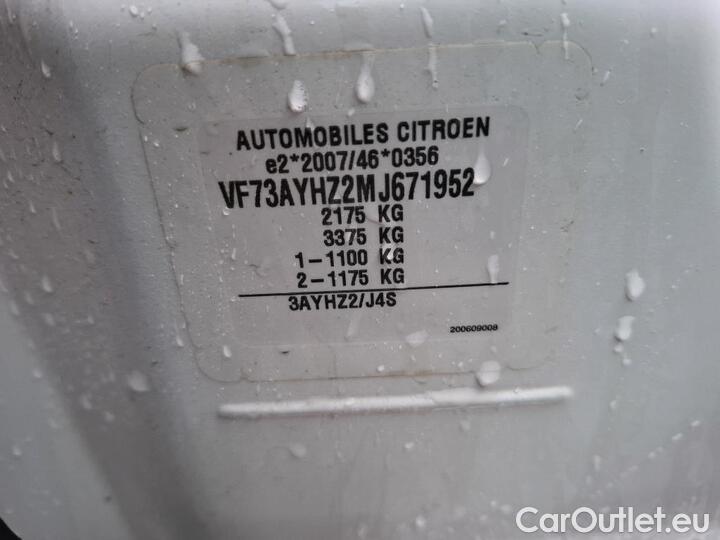 AUTOMOBILES CITROEN
e2*2007/46*0356
VF73AYHZ2MJ671952
2175 KG
3375 KG
1-1100 KG
2-1175 KG
3AYHZ2/J4S
200609008
CarOutlet.eu